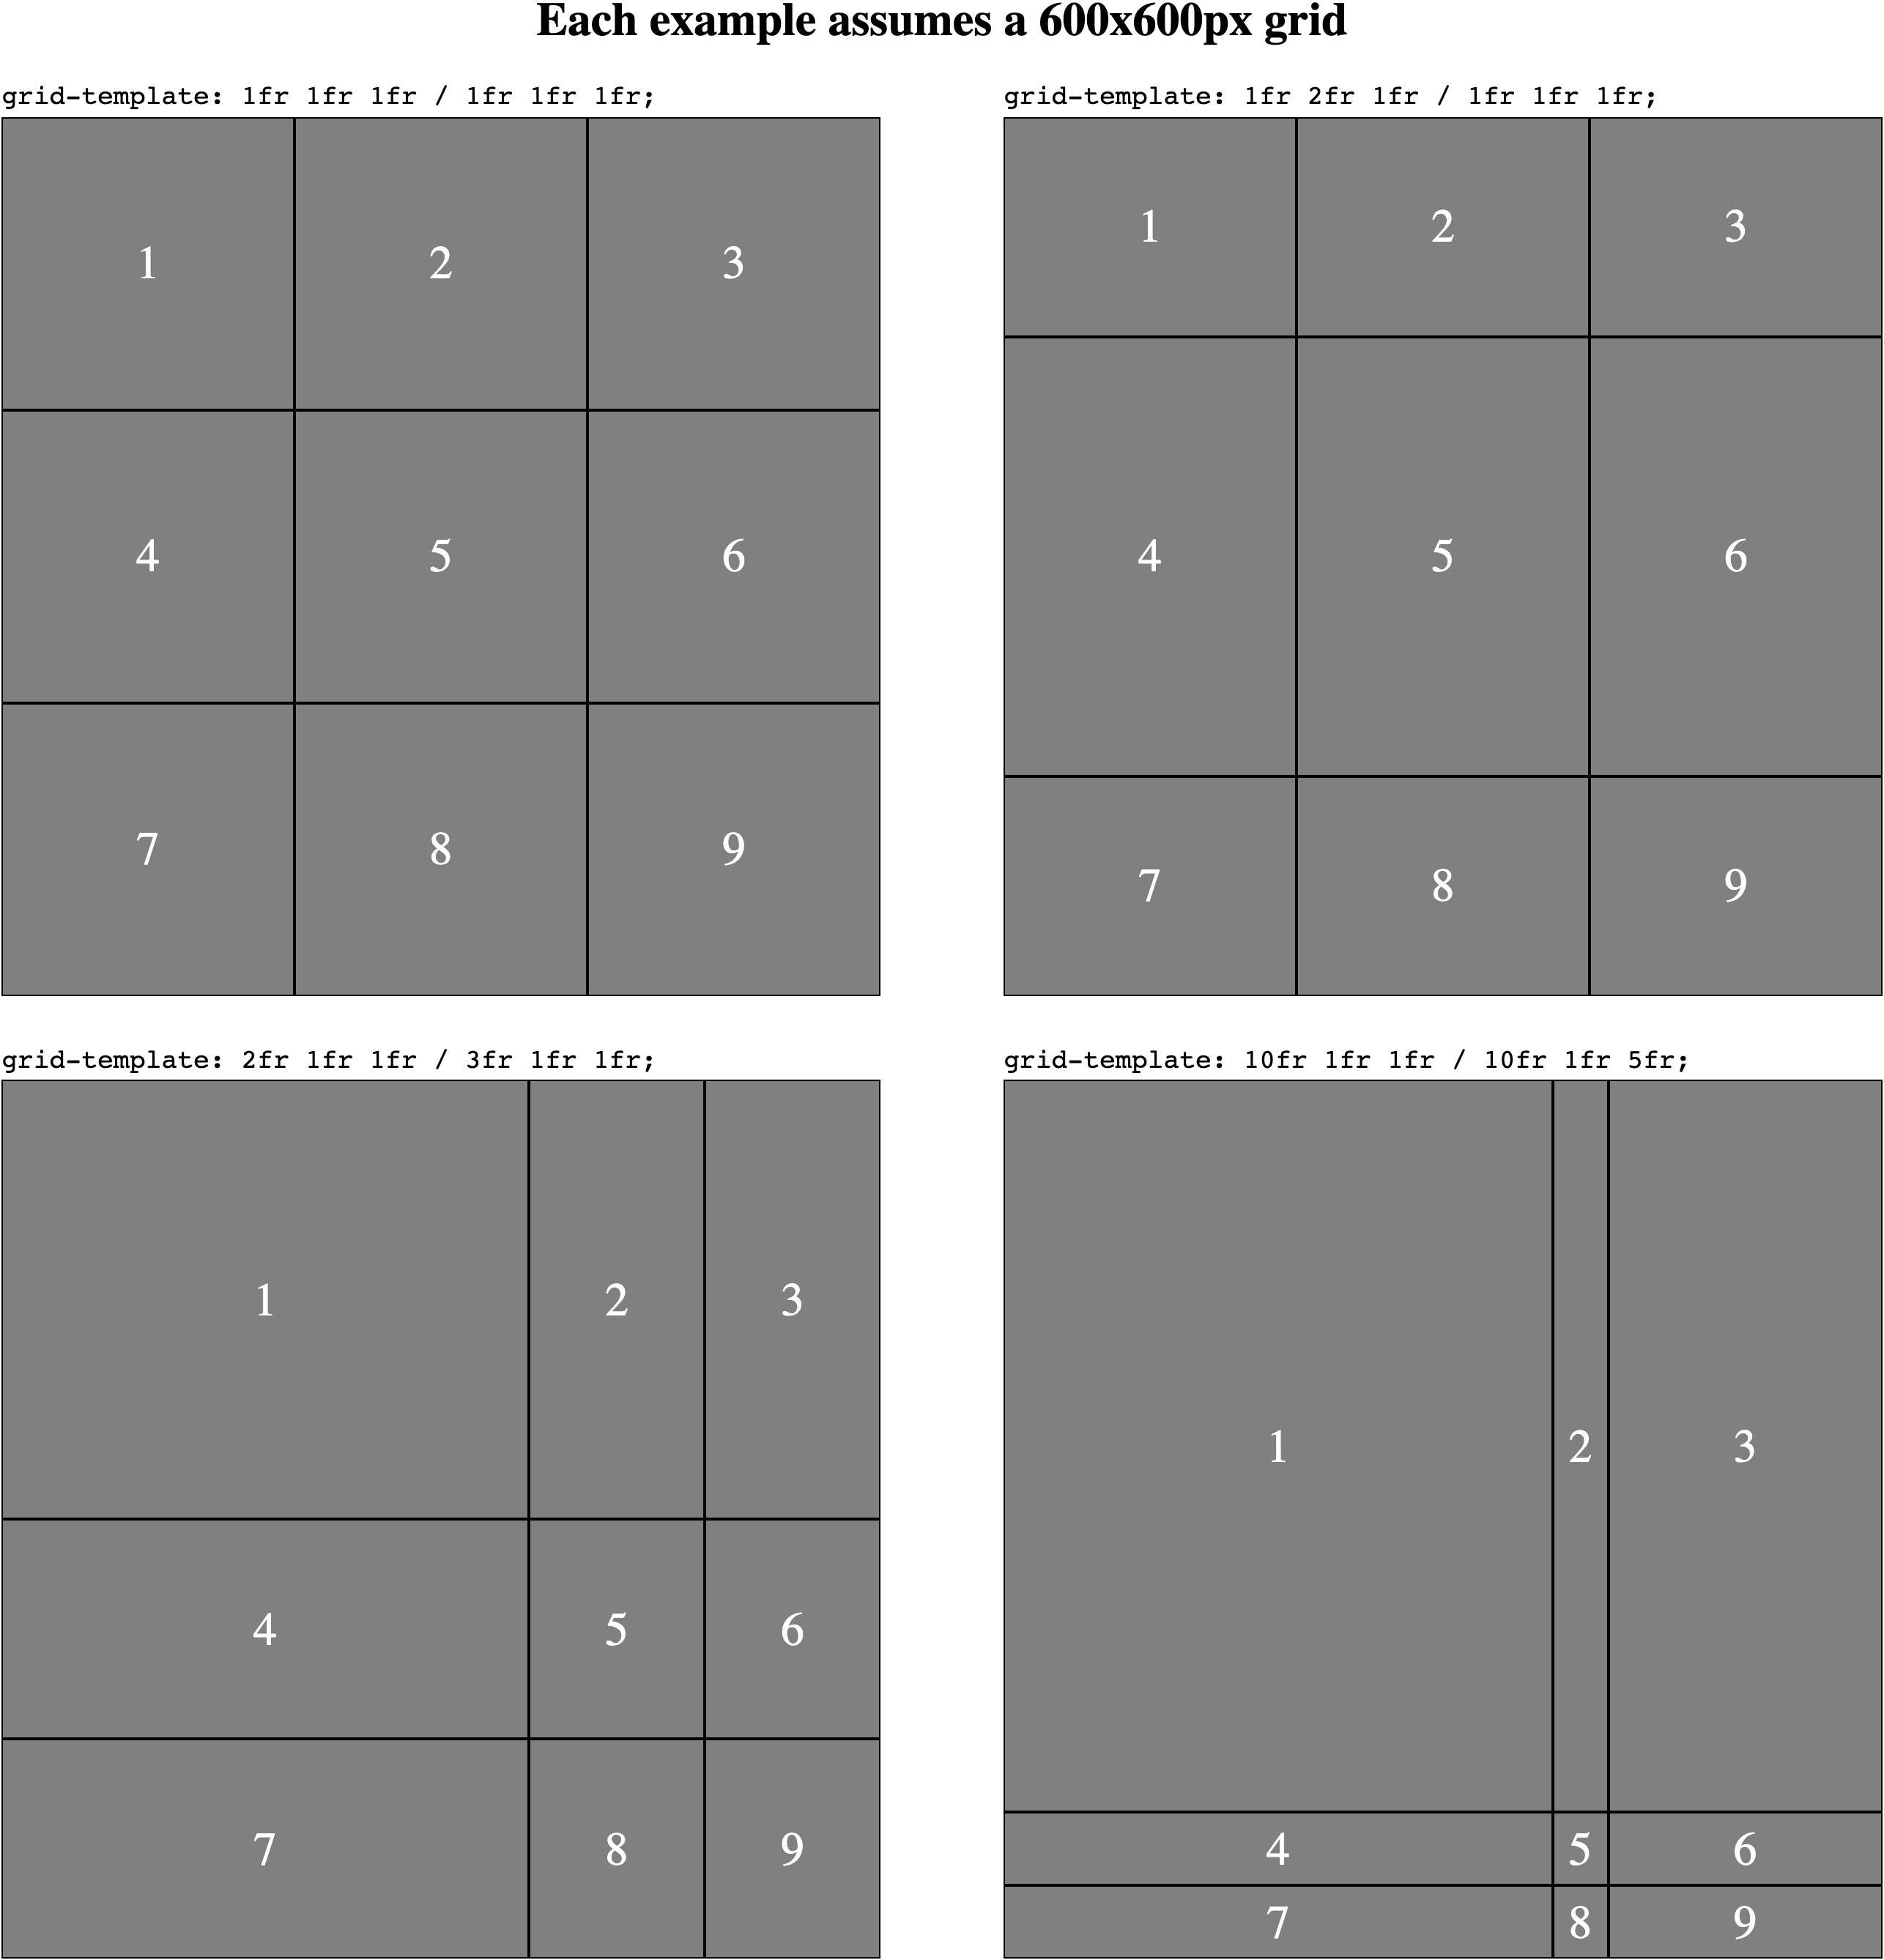 Each example assumes a 600x600px grid
grid-template: 1fr 1fr 1fr / 1fr 1fr 1fr;
1 2 3
4 5 6
7 8 9
grid-template: 1fr 2fr 1fr / 1fr 1fr 1fr;
1 2 3
4 5 6
7 8 9
grid-template: 2fr 1fr 1fr / 3fr 1fr 1fr;
1 2 3
4 5 6
7 8 9
grid-template: 10fr 1fr 1fr / 10fr 1fr 5fr;
1 2 3
4 5 6
7 8 9